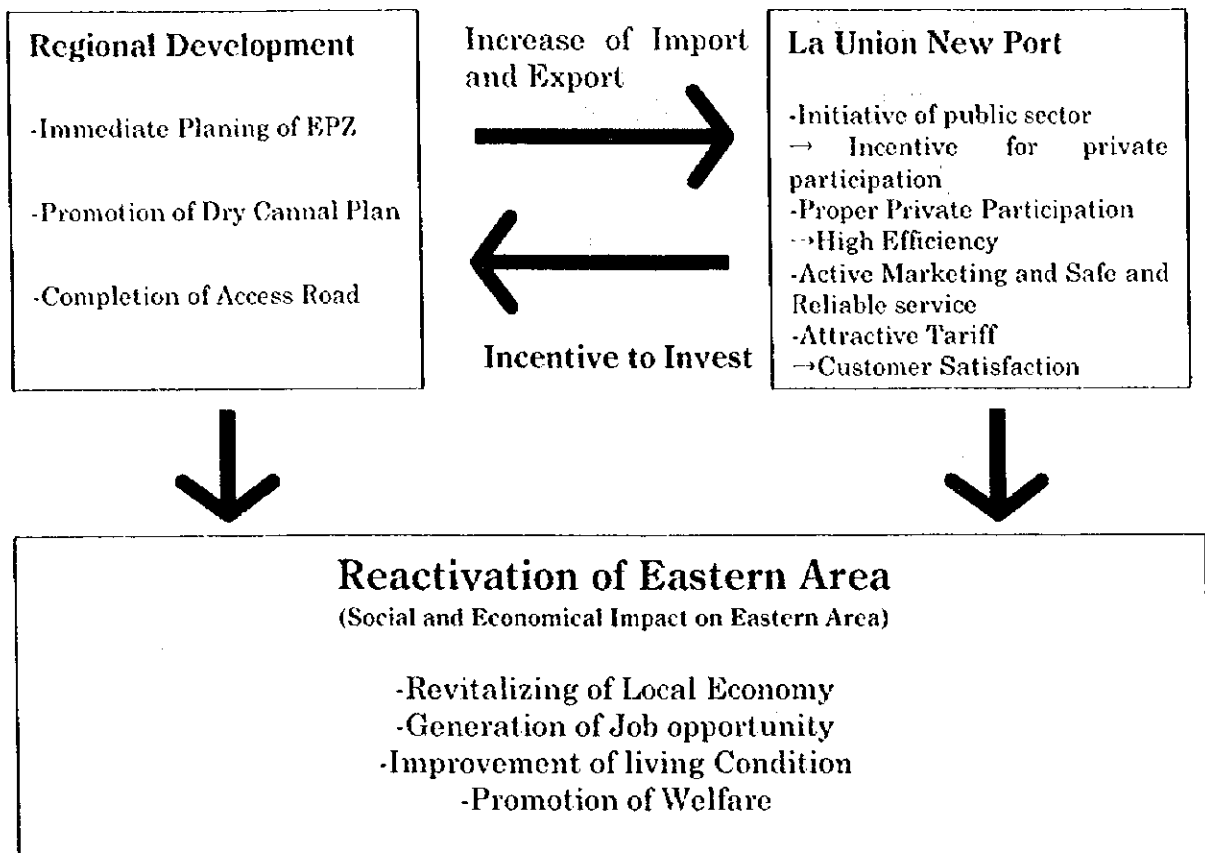 Regional Development
-Immediate Planing of EPZ
-Promotion of Dry Cannal Plan
-Completion of Access Road
Increase of Import
and Export
Incentive to Invest
La Union New Port
-Initiative of public sector
→ Incentive for private
participation
-Proper Private Participation
→High Efficiency
-Active Marketing and Safe and
Reliable service
-Attractive Tariff
→Customer Satisfaction
Reactivation of Eastern Area
(Social and Economical Impact on Eastern Area)
-Revitalizing of Local Economy
-Generation of Job opportunity
-Improvement of living Condition
-Promotion of Welfare